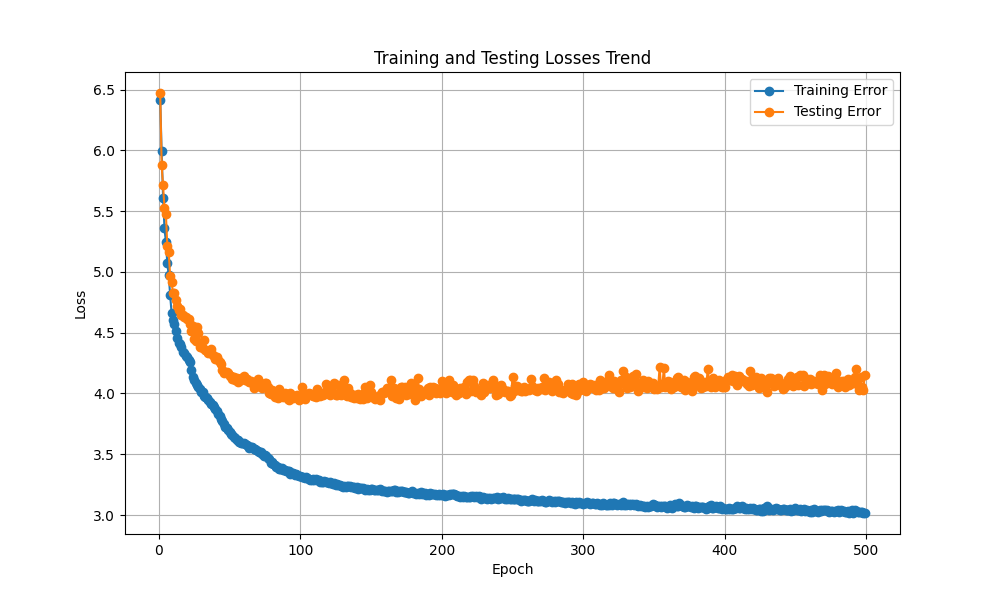 Training and Testing Losses Trend
Training Error
Testing Error
6.5
6.0
5.5
5.0
4.5
4.0
3.5
3.0
Loss
0 100 200 300 400 500
Epoch